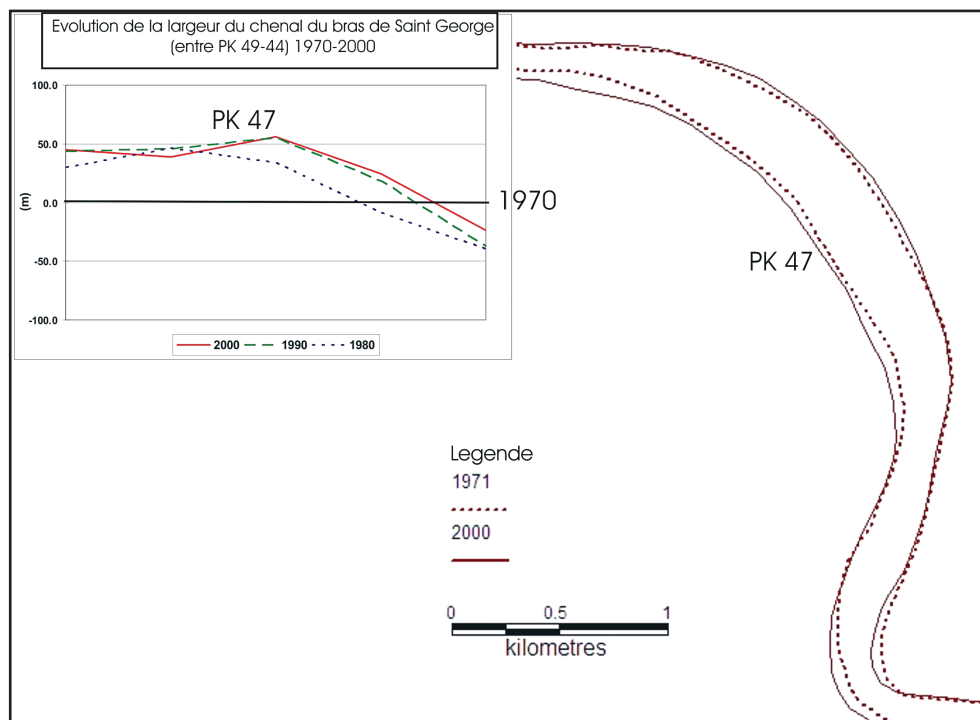 Evolution de la largeur du chenal du bras de Saint George
(entre PK 49-44) 1970-2000
100.0
50.0
0.0
-50.0
-100.0
(m)
PK 47
1970
2000 1990 1980
PK 47
Legende
1971
2000
0 0.5 1
kilometres